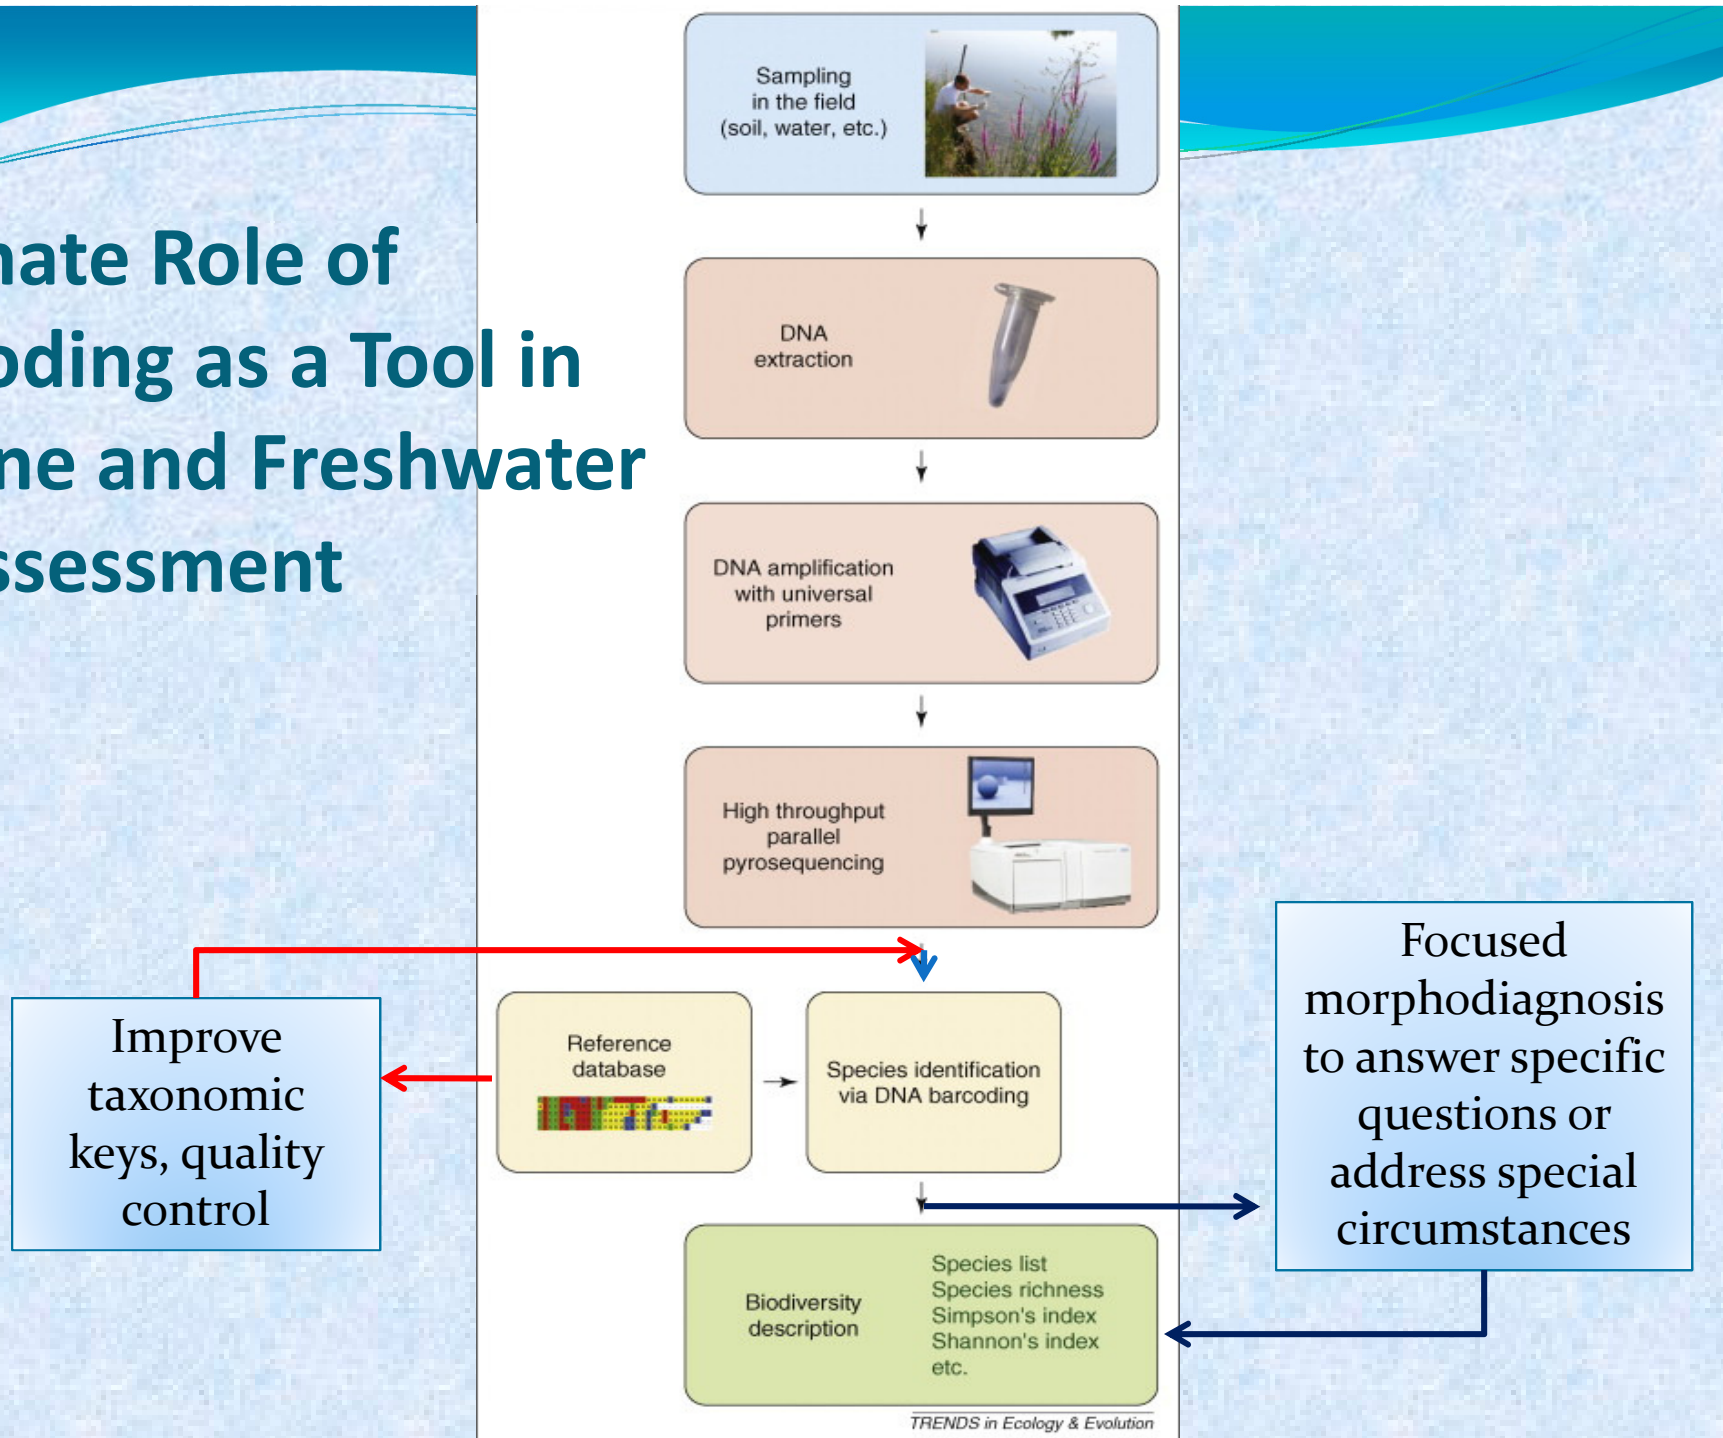 Sampling
in the field
(soil, water, etc.)
nate Role of
oding as a Tool in
ne and Freshwater
ssessment
DNA
extraction
DNA amplification
with universal
primers
High throughput
parallel
pyrosequencing
Improve
taxonomic
keys, quality
control
Reference
database
Species identification
via DNA barcoding
Focused
morphodiagnosis
to answer specific
questions or
address special
circumstances
Biodiversity
description
Species list
Species richness
Simpson's index
Shannon's index
etc.
TRENDS in Ecology & Evolution